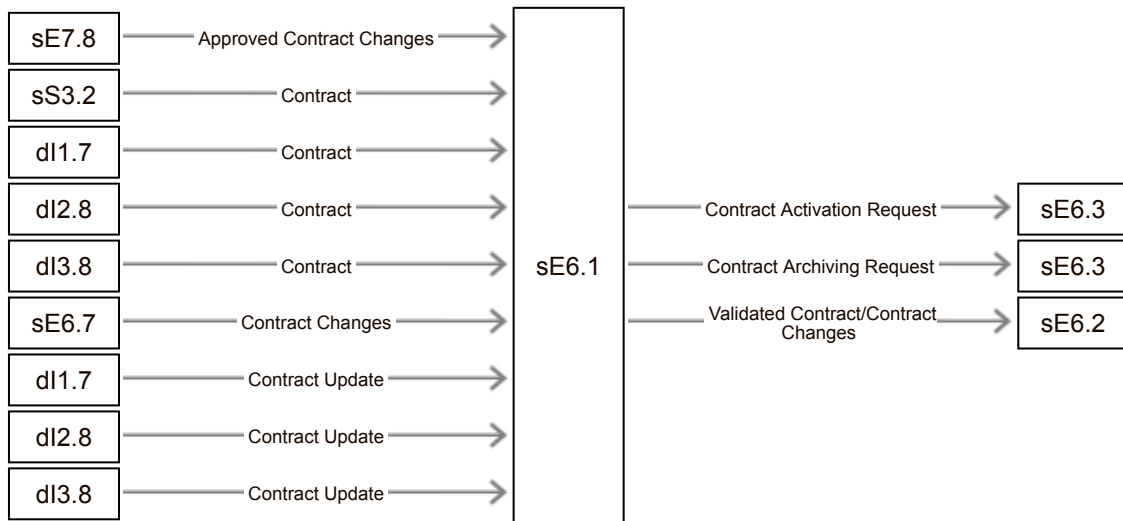 sE7.8
Approved Contract Changes
sS3.2
Contract
dI1.7
Contract
dI2.8
Contract
dI3.8
Contract
sE6.7
Contract Changes
dI1.7
Contract Update
dI2.8
Contract Update
dI3.8
Contract Update
sE6.1
Contract Activation Request
sE6.3
Contract Archiving Request
sE6.3
Validated Contract/Contract
Changes
sE6.2